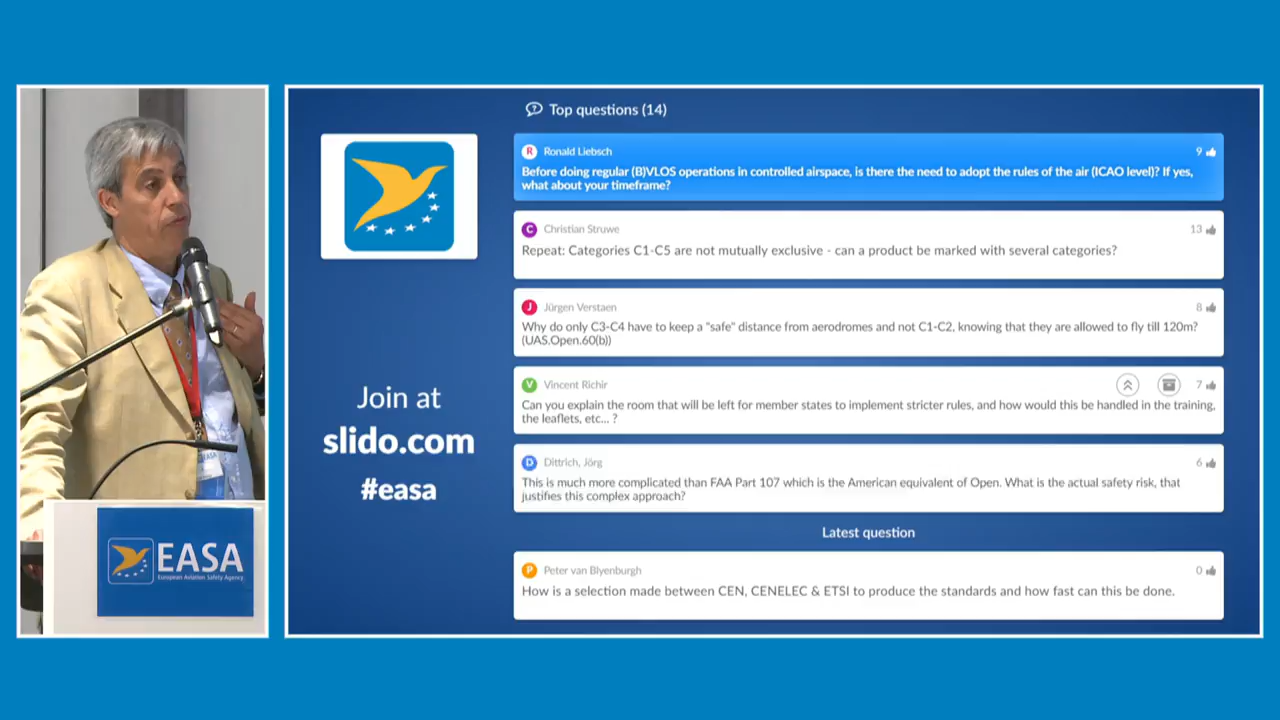 Top questions (14)
R Ronald Liebsch 9
Before doing regular (B)VLOS operations in controlled airspace, is there the need to adopt the rules of the air (ICAO level)? If yes,
what about your timeframe?
C Christian Struwe 13
Repeat: Categories C1-C5 are not mutually exclusive - can a product be marked with several categories?
J Jürgen Verstaen 8
Why do only C3-C4 have to keep a "safe" distance from aerodromes and not C1-C2, knowing that they are allowed to fly till 120m?
(UAS.Open.60(b))
V Vincent Richir 7
Can you explain the room that will be left for member states to implement stricter rules, and how would this be handled in the training,
the leaflets, etc... ?
D Dittrich, Jörg 6
This is much more complicated than FAA Part 107 which is the American equivalent of Open. What is the actual safety risk, that
justifies this complex approach?
Latest question
P Peter van Blyenburgh 0
How is a selection made between CEN, CENELEC & ETSI to produce the standards and how fast can this be done.
Join at
slido.com
#easa
EASA
European Aviation Safety Agency